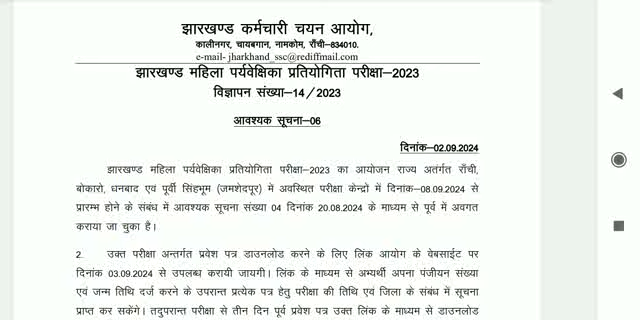 झारखण्ड कर्मचारी चयन आयोग,
कालीनगर, चायबगान, नामकोम, राँची–834010.
e-mail- jharkhand_ssc@rediffmail.com
झारखण्ड महिला पर्यवेक्षिका प्रतियोगिता परीक्षा–2023
विज्ञापन संख्या–14/2023
आवश्यक सूचना–06
दिनांक–02.09.2024
झारखण्ड महिला पर्यवेक्षिका प्रतियोगिता परीक्षा–2023 का आयोजन राज्य अतंर्गत राँची,
बोकारो, धनबाद एवं पूर्वी सिंहभूम (जमशेदपुर) में अवस्थित परीक्षा केन्द्रो में दिनांक–08.09.2024 से
प्रारम्भ होने के संबंध में आवश्यक सूचना संख्या 04 दिनांक 20.08.2024 के माध्यम से पूर्व में अवगत
कराया जा चुका है।
2. उक्त परीक्षा अन्तर्गत प्रवेश पत्र डाउनलोड करने के लिए लिंक आयोग के वेबसाईट पर
दिनांक 03.09.2024 से उपलब्ध करायी जायगी। लिंक के माध्यम से अभ्यर्थी अपना पंजीयन संख्या
एवं जन्म तिथि दर्ज करने के उपरान्त प्रत्येक पत्र हेतु परीक्षा की तिथि एवं जिला के संबंध में सूचना
प्राप्त कर सकेंगे। तदुपरान्त परीक्षा से तीन दिन पूर्व प्रवेश पत्र उक्त लिंक के माध्यम से डाउनलोड